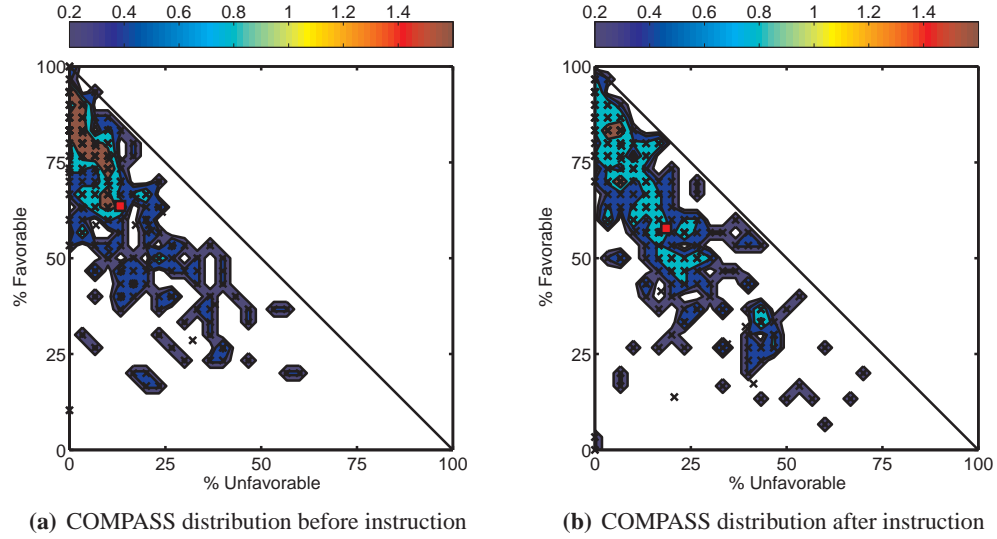 0.2 0.4 0.6 0.8 1 1.2 1.4
0.2 0.4 0.6 0.8 1 1.2 1.4
100
75
50
25
0
% Favorable
0 25 50 75 100
% Unfavorable
100
75
50
25
0
% Favorable
0 25 50 75 100
% Unfavorable
(a) COMPASS distribution before instruction
(b) COMPASS distribution after instruction